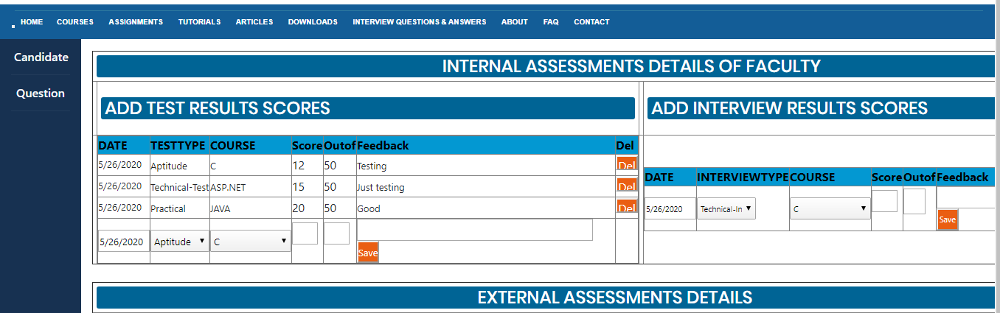 HOME COURSES ASSIGNMENTS TUTORIALS ARTICLES DOWNLOADS INTERVIEW QUESTIONS & ANSWERS ABOUT FAQ CONTACT
Candidate
Question
INTERNAL ASSESSMENTS DETAILS OF FACULTY
ADD TEST RESULTS SCORES
DATE TESTTYPE COURSE Score Outof Feedback Del
5/26/2020 Aptitude C 12 50 Testing Del
5/26/2020 Technical-Test ASP.NET 15 50 Just testing Del
5/26/2020 Practical JAVA 20 50 Good Del
5/26/2020 Aptitude C
Save
ADD INTERVIEW RESULTS SCORES
DATE INTERVIEWTYPE COURSE Score Outof Feedback
5/26/2020 Technical-In C
Save
EXTERNAL ASSESSMENTS DETAILS